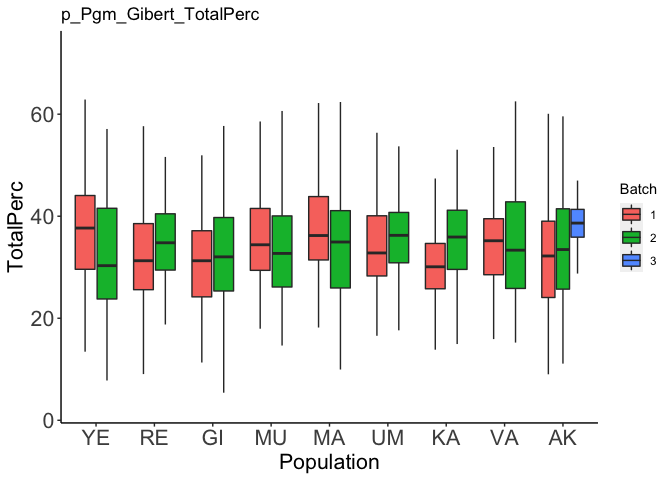 p_Pgm_Gibert_TotalPerc
TotalPerc
60
40
20
0
YE RE GI MU MA UM KA VA AK
Population
Batch
1
2
3